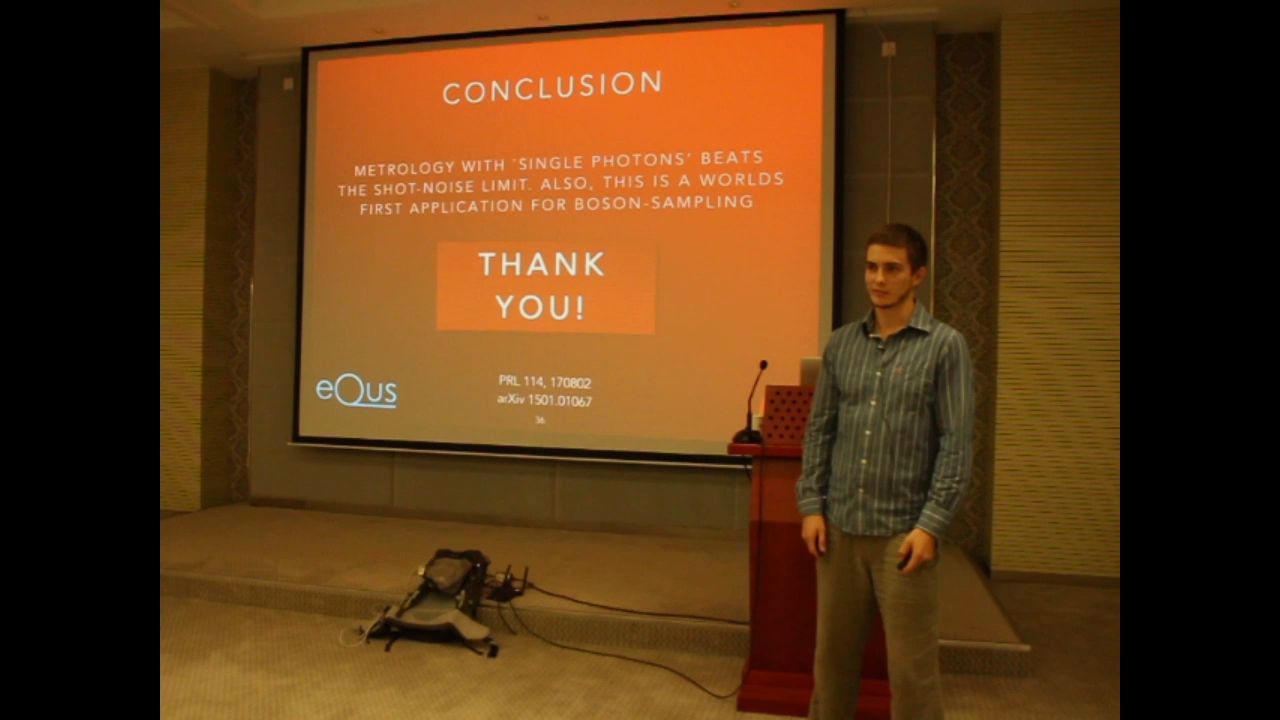 CONCLUSION
METROLOGY WITH `SINGLE PHOTONS' BEATS
THE SHOT-NOISE LIMIT. ALSO, THIS IS A WORLDS
FIRST APPLICATION FOR BOSON-SAMPLING
THANK
YOU!
eQus
PRL 114, 170802
arXiv 1501.01067
36